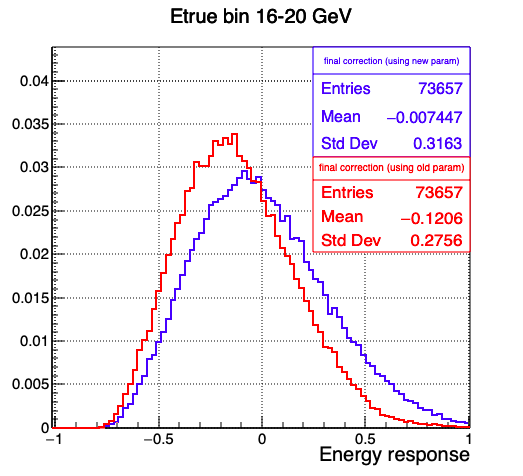 Etrue bin 16-20 GeV
final correction (using new param)
Entries 73657
Mean −0.007447
Std Dev 0.3163
final correction (using old param)
Entries 73657
Mean −0.1206
Std Dev 0.2756
0.04
0.035
0.03
0.025
0.02
0.015
0.01
0.005
0
−1 −0.5 0 0.5 1
Energy response